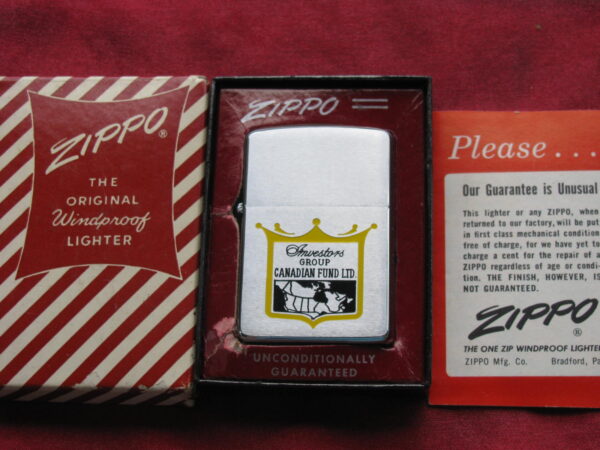 ZIPPO®
THE
ORIGINAL
Windproof
LIGHTER
ZIPPO
Investors
GROUP
CANADIAN FUND LTD.
UNCONDITIONALLY
GUARANTEED
Please...
Our Guarantee is Unusual
This lighter or any ZIPPO, when
returned to our factory, will be put
in first class mechanical condition
free of charge, for we have yet to
charge a cent for the repair of a
ZIPPO regardless of age or condi-
tion. THE FINISH, HOWEVER, IS
NOT GUARANTEED.
ZIPPO®
THE ONE ZIP WINDPROOF LIGHTER
ZIPPO Mfg. Co. Bradford, Pa